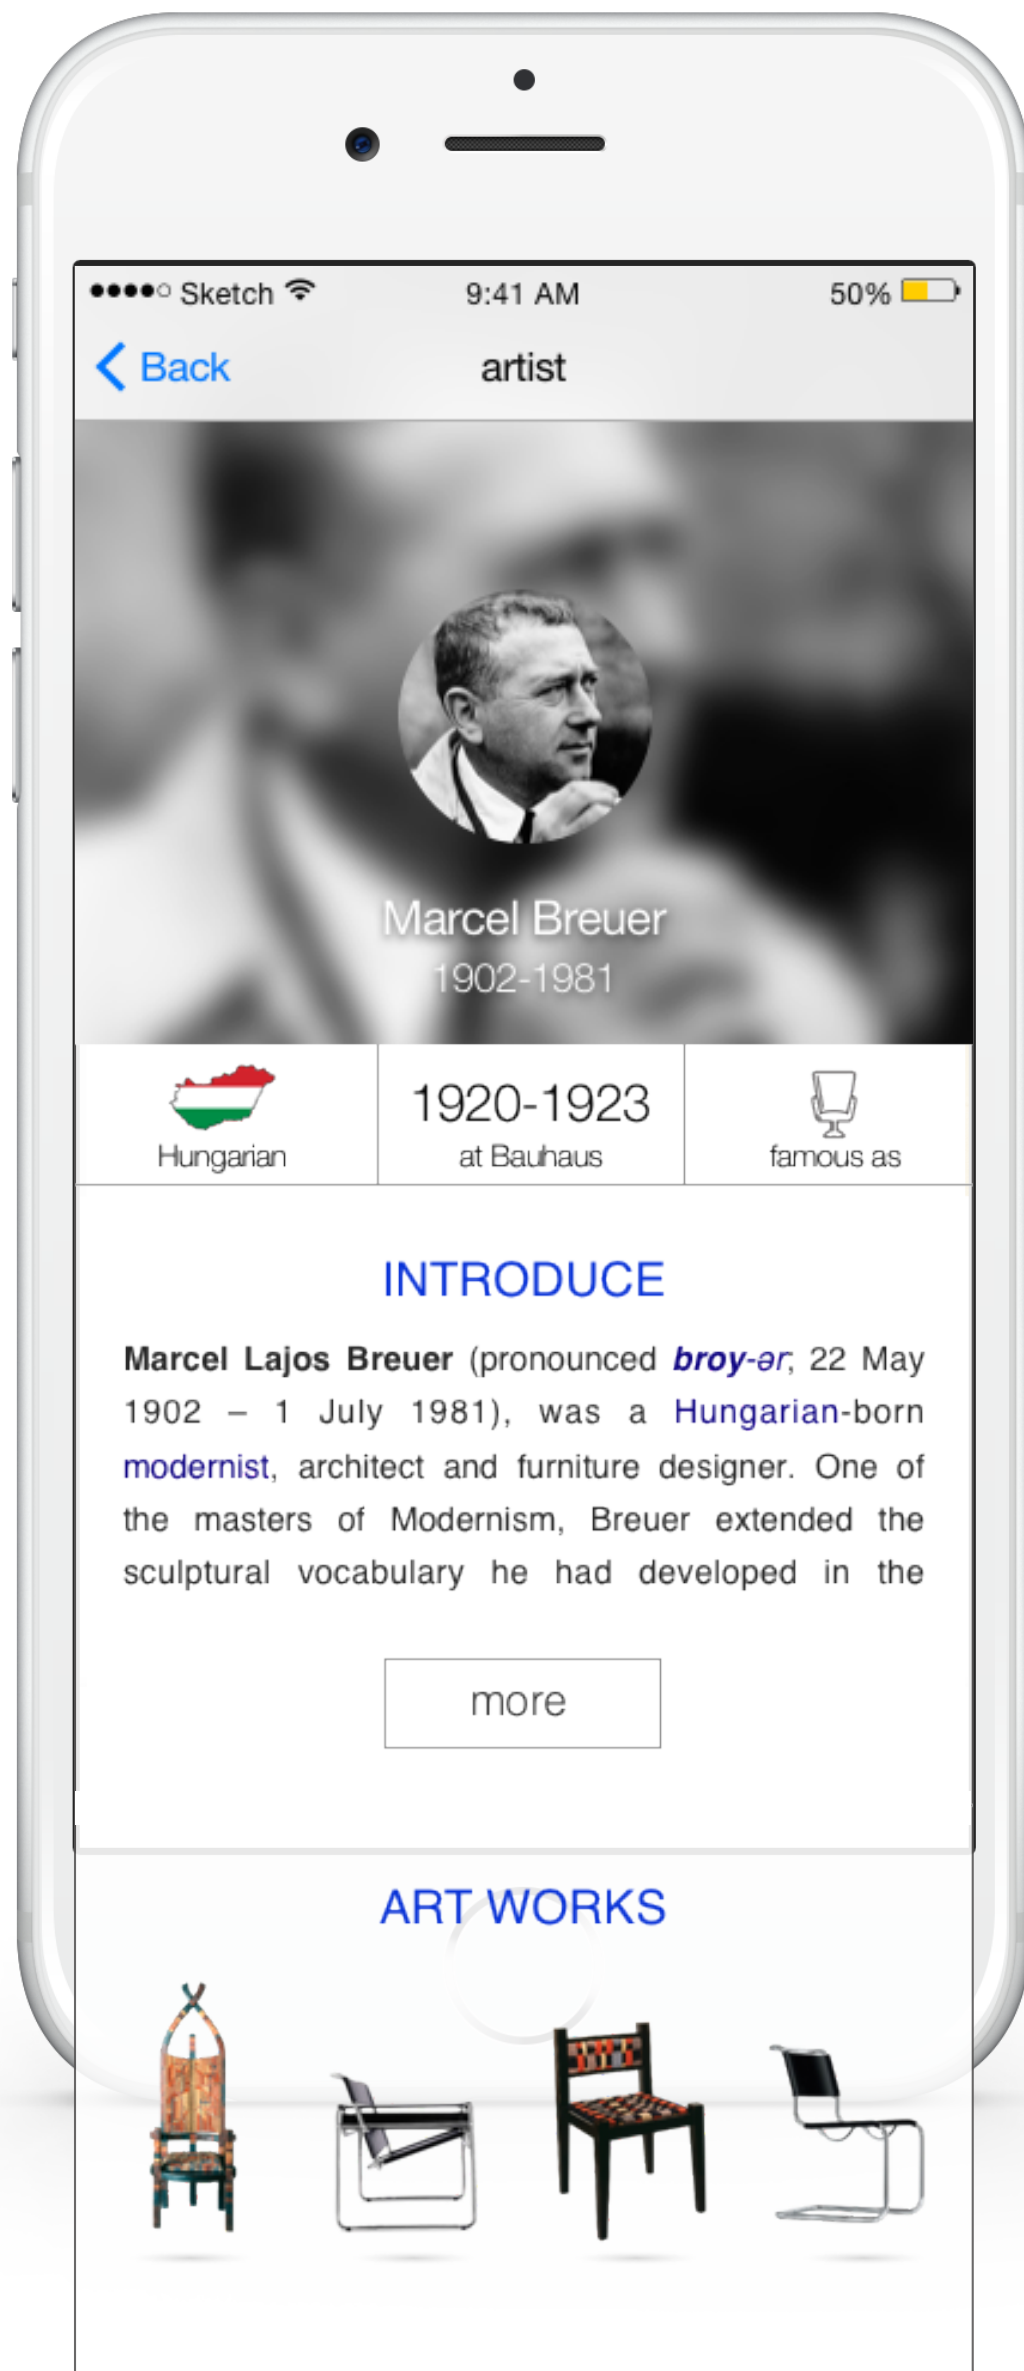 Sketch 9:41 AM 50%
Back artist
Marcel Breuer
1902-1981
Hungarian
1920-1923
at Bauhaus
famous as
INTRODUCE
Marcel Lajos Breuer (pronounced broy-ər; 22 May
1902 – 1 July 1981), was a Hungarian-born
modernist, architect and furniture designer. One of
the masters of Modernism, Breuer extended the
sculptural vocabulary he had developed in the
more
ART WORKS